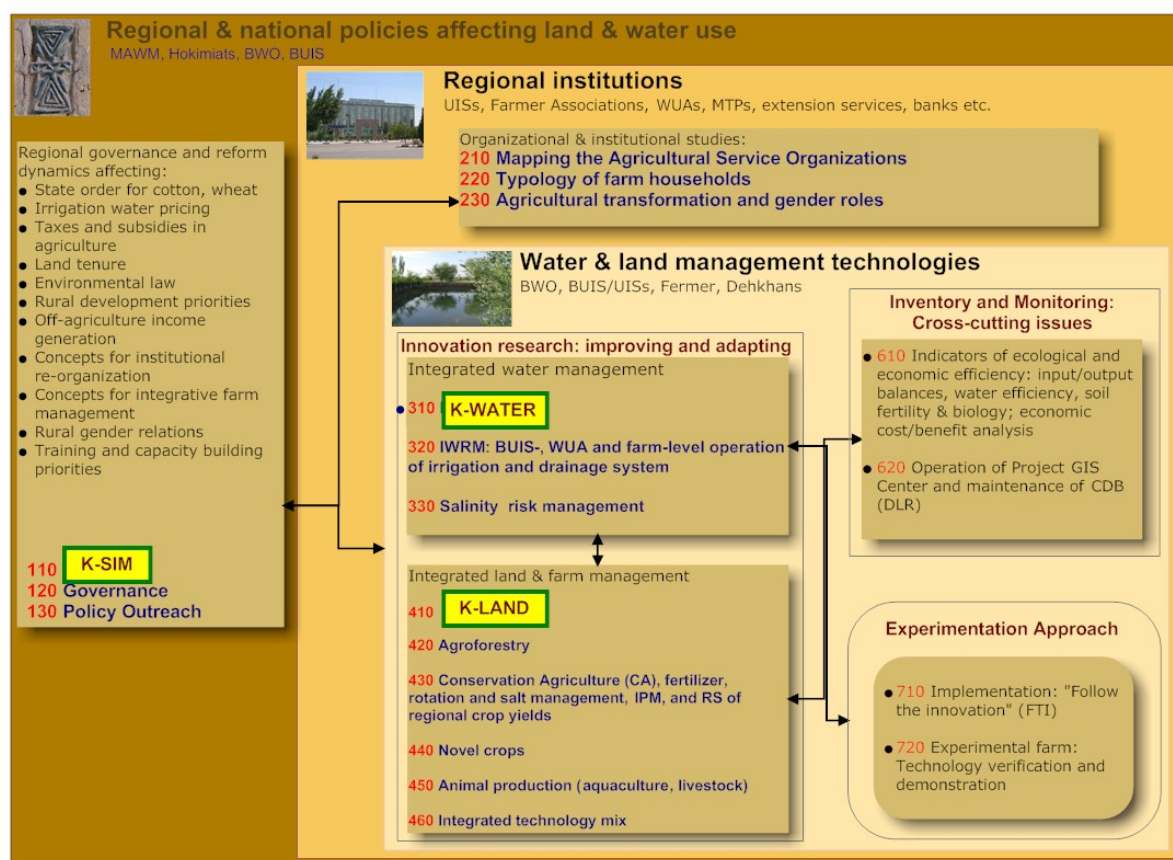 Regional & national policies affecting land & water use
MAWM, Hokimiats, BWO, BUIS
Regional governance and reform
dynamics affecting:
● State order for cotton, wheat
● Irrigation water pricing
● Taxes and subsidies in
agriculture
● Land tenure
● Environmental law
● Rural development priorities
● Off-agriculture income
generation
● Concepts for institutional
re-organization
● Concepts for integrative farm
management
● Rural gender relations
● Training and capacity building
priorities
110 K-SIM
120 Governance
130 Policy Outreach
Regional institutions
UISs, Farmer Associations, WUAs, MTPs, extension services, banks etc.
Organizational & institutional studies:
210 Mapping the Agricultural Service Organizations
220 Typology of farm households
230 Agricultural transformation and gender roles
Water & land management technologies
BWO, BUIS/UISs, Fermer, Dehkhans
Innovation research: improving and adapting
Integrated water management
● 310 K-WATER
320 IWRM: BUIS-, WUA and farm-level operation
of irrigation and drainage system
330 Salinity risk management
Integrated land & farm management
410 K-LAND
420 Agroforestry
430 Conservation Agriculture (CA), fertilizer,
rotation and salt management, IPM, and RS of
regional crop yields
440 Novel crops
450 Animal production (aquaculture, livestock)
460 Integrated technology mix
Inventory and Monitoring:
Cross-cutting issues
● 610 Indicators of ecological and
economic efficiency: input/output
balances, water efficiency, soil
fertility & biology; economic
cost/benefit analysis
● 620 Operation of Project GIS
Center and maintenance of CDB
(DLR)
Experimentation Approach
● 710 Implementation: "Follow
the innovation" (FTI)
● 720 Experimental farm:
Technology verification and
demonstration